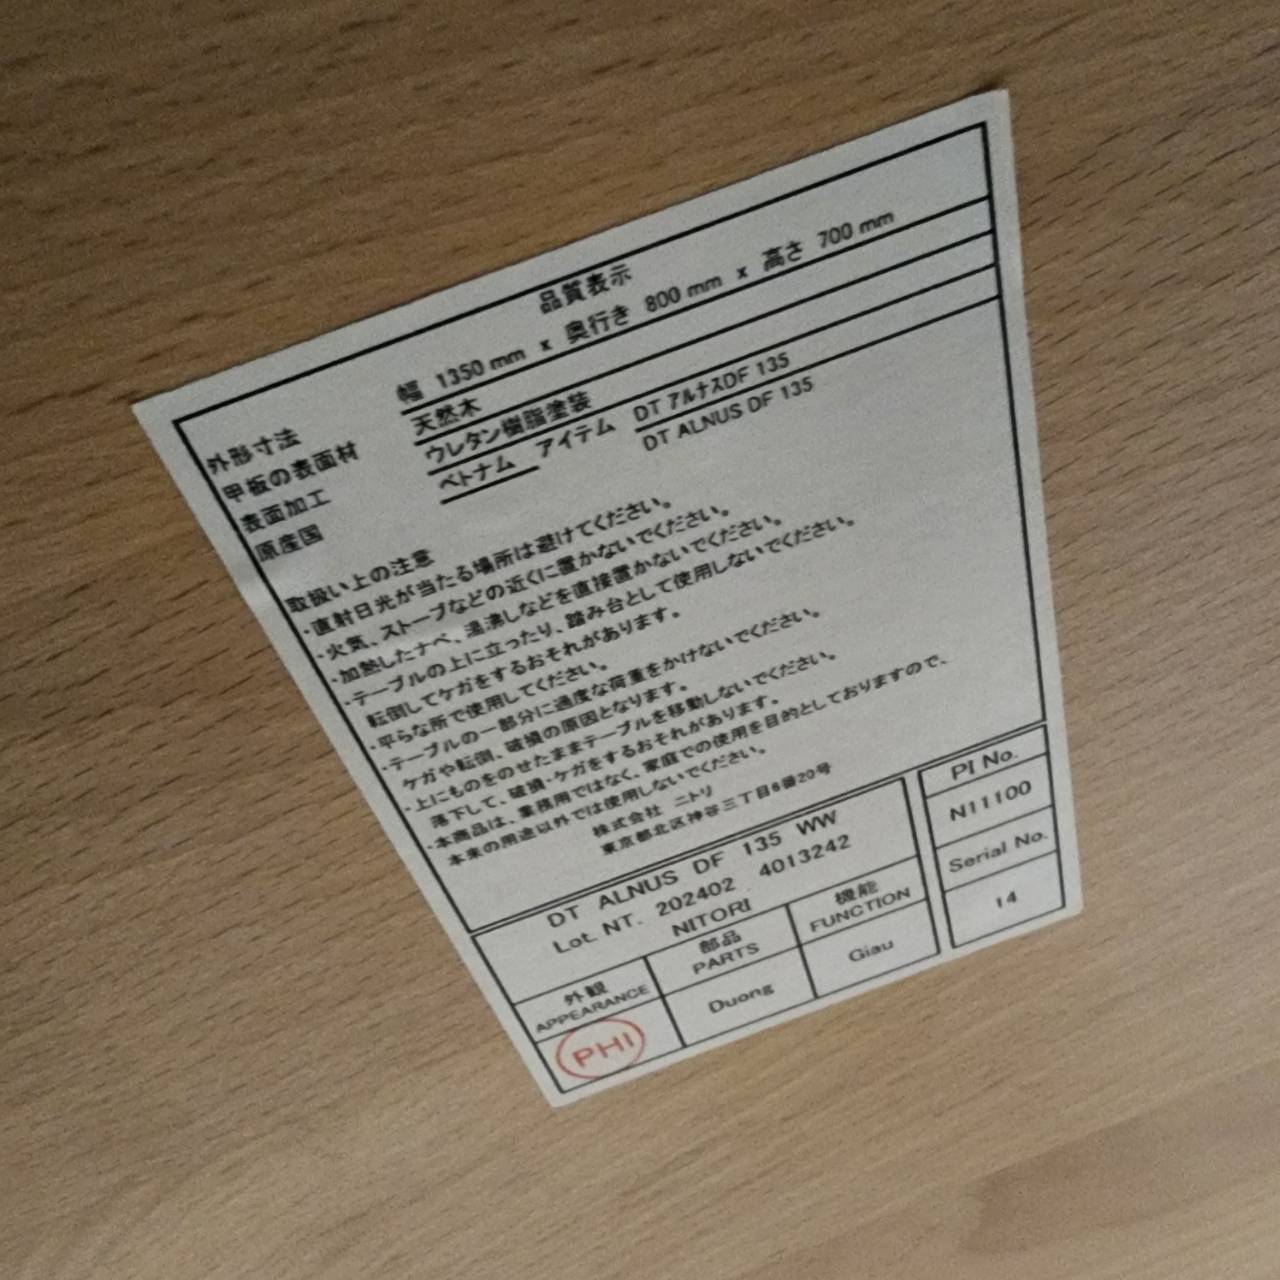 品質表示
外形寸法 幅 1350 mm x 奥行き 800 mm x 高さ 700 mm
甲板の表面材 天然木
表面加工 ウレタン樹脂塗装
原産国 ベトナム アイテム DT アルナスDF 135
DT ALNUS DF 135
取扱い上の注意
・直射日光が当たる場所は避けてください。
・火気、ストーブなどの近くに置かないでください。
・加熱したナベ、湯沸しなどを直接置かないでください。
・テーブルの上に立ったり、踏み台として使用しないでください。
転倒してケガをするおそれがあります。
・平らな所で使用してください。
・テーブルの一部分に過度な荷重をかけないでください。
ケガや転倒、破損の原因となります。
・上にものをのせたままテーブルを移動しないでください。
落下して、破損・ケガをするおそれがあります。
・本商品は、業務用ではなく、家庭での使用を目的としておりますので、
本来の用途以外では使用しないでください。
株式会社 ニトリ
東京都北区神谷三丁目6番20号
DT ALNUS DF 135 WW
Lot. NT. 202402 4013242
NITORI
外観 部品 機能
APPEARANCE PARTS FUNCTION
PHI Duong Giau
PI No.
N11100
Serial No.
14